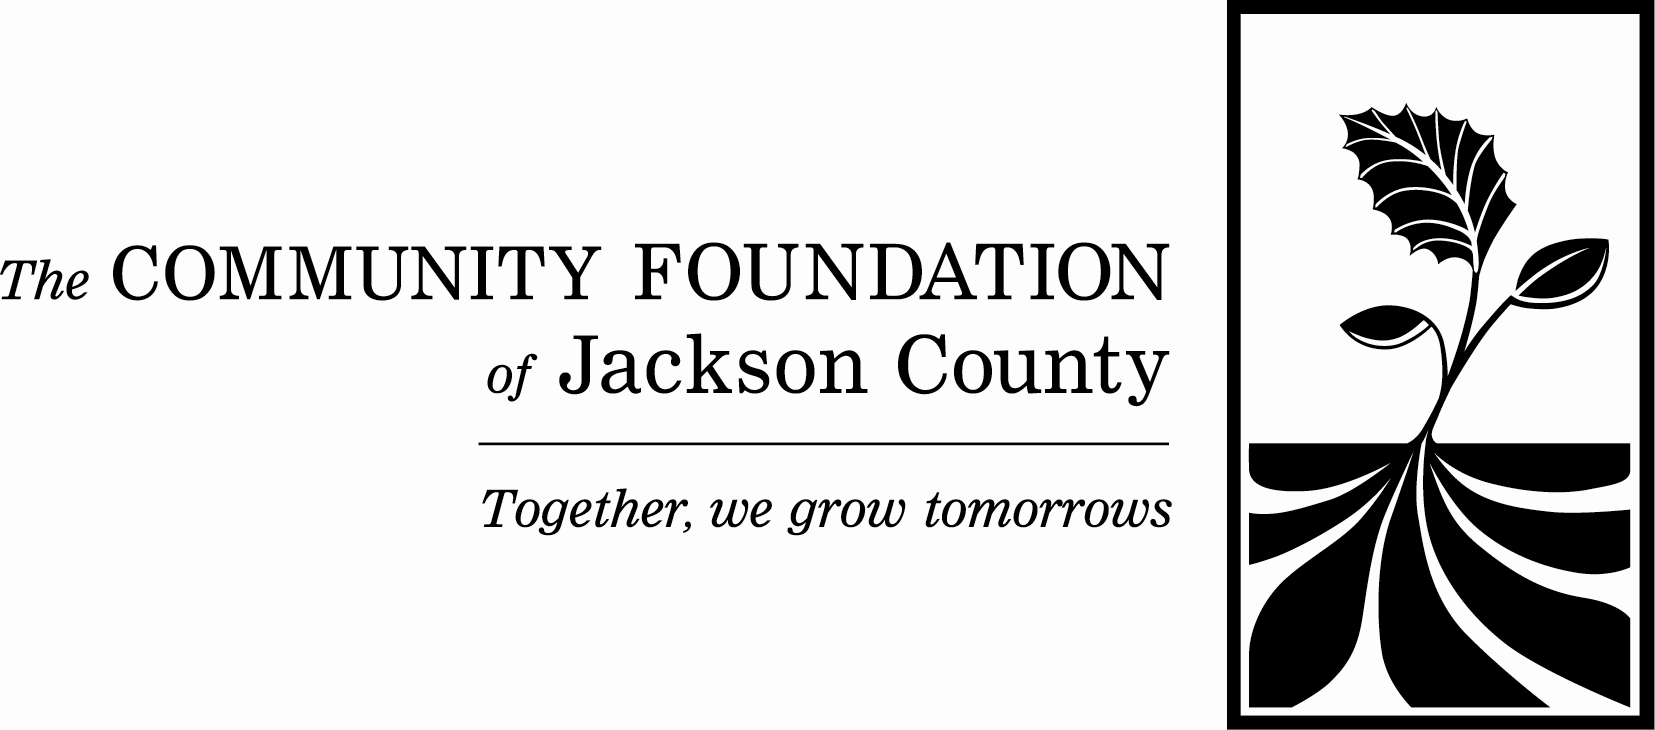 The COMMUNITY FOUNDATION
of Jackson County
Together, we grow tomorrows